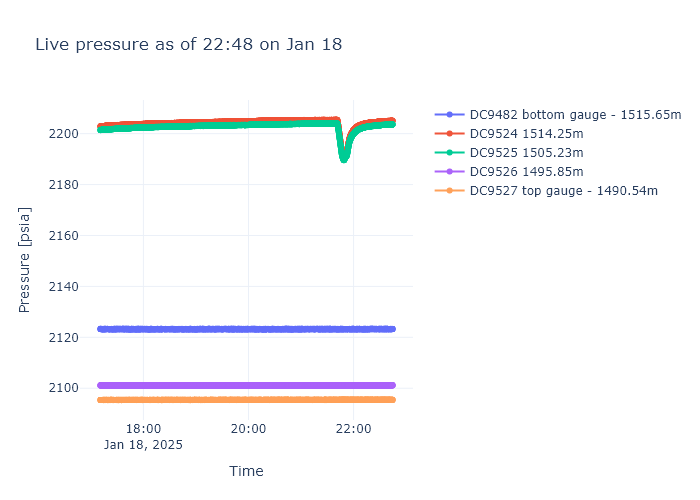 Live pressure as of 22:48 on Jan 18
DC9482 bottom gauge - 1515.65m
DC9524 1514.25m
DC9525 1505.23m
DC9526 1495.85m
DC9527 top gauge - 1490.54m
Pressure [psia]
2200
2180
2160
2140
2120
2100
18:00
20:00
22:00
Jan 18, 2025
Time